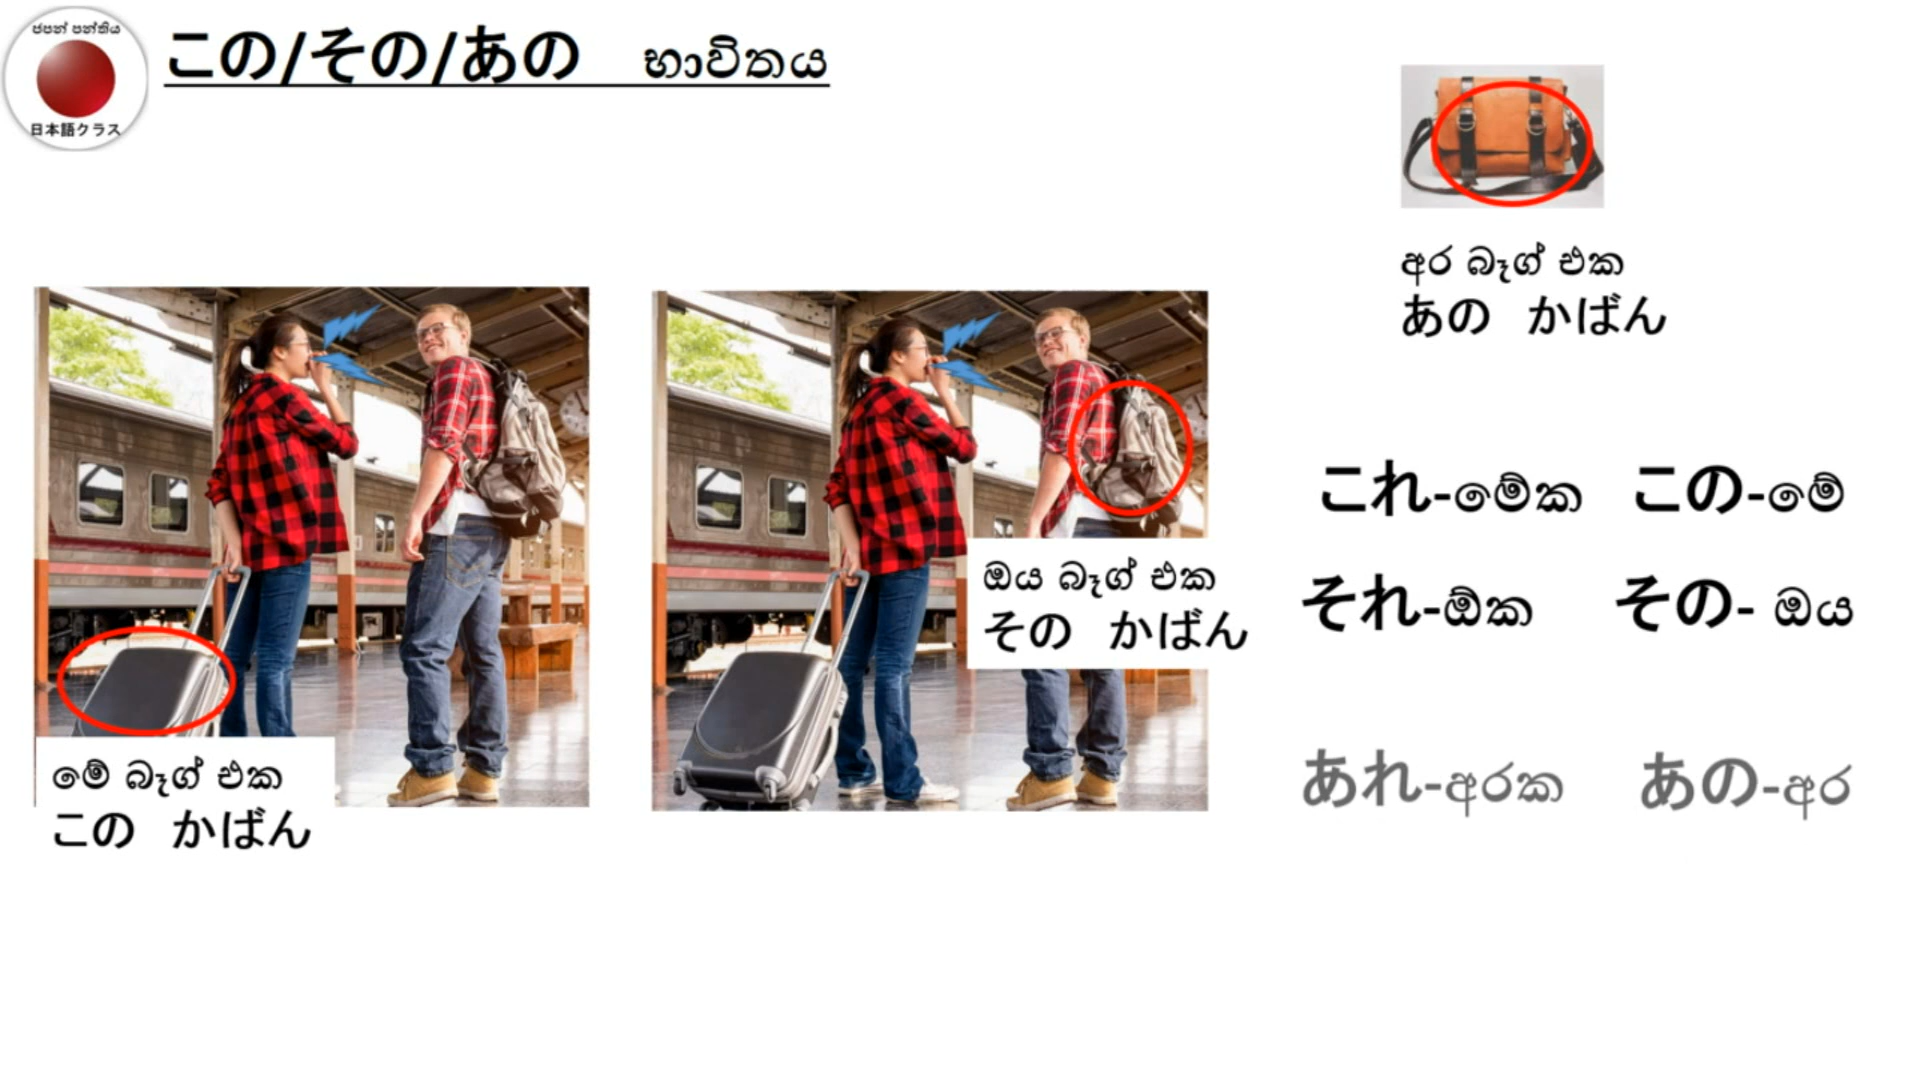 ජපන් පන්තිය
日本語クラス
この/その/あの භාවිතය
අර බෑග් එක
あの かばん
මේ බෑග් එක
この かばん
ඔය බෑග් එක
その かばん
これ-මේක この-මේ
それ-ඕක その- ඔය
あれ-අරක あの-අර